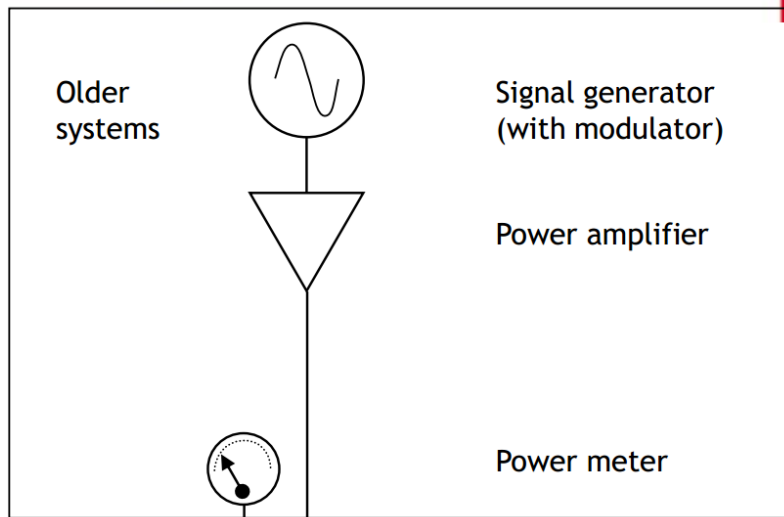 Older
systems
Signal generator
(with modulator)
Power amplifier
Power meter